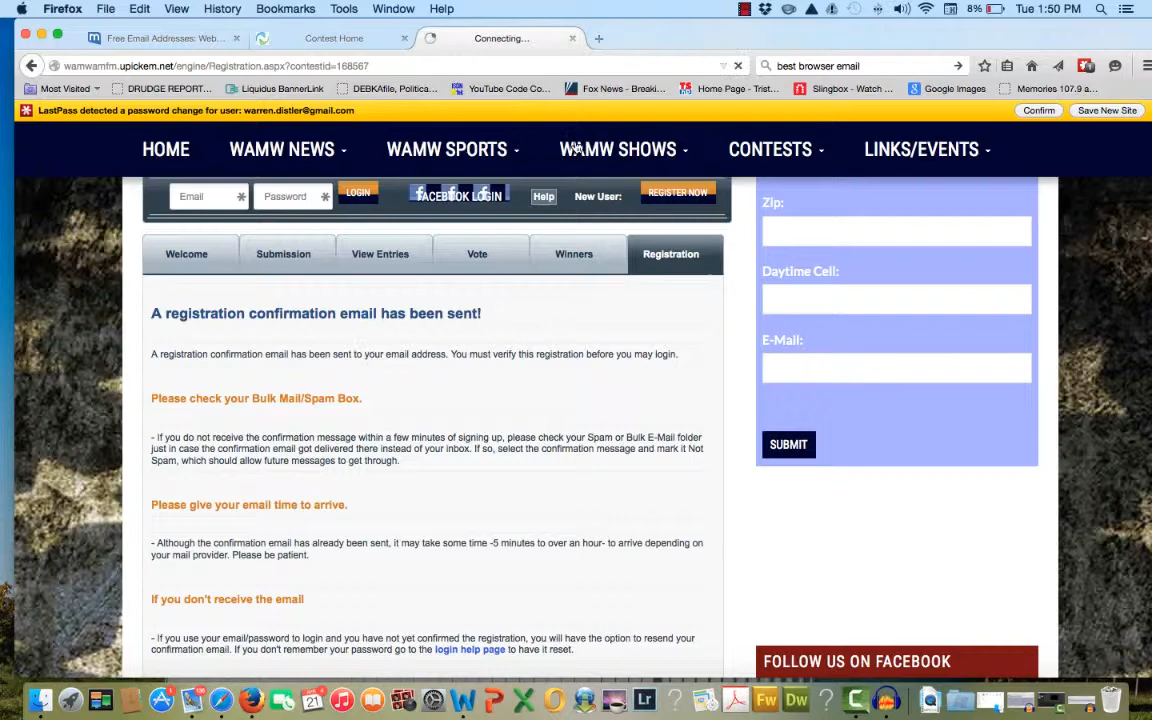 Firefox File Edit View History Bookmarks Tools Window Help 8% Tue 1:50 PM
Free Email Addresses: Web... × Contest Home × Connecting... × +
wamwamfm.upickem.net/engine/Registration.aspx?contestid=168567 best browser email
Most Visited DRUDGE REPORT... Liquidus BannerLink DEBKAfile, Politica... YouTube Code Co... Fox News - Breaki... Home Page - Trist... Slingbox - Watch ... Google Images Memories 107.9 a...
LastPass detected a password change for user: warren.distler@gmail.com Confirm Save New Site
HOME WAMW NEWS WAMW SPORTS WAMW SHOWS CONTESTS LINKS/EVENTS
Email Password LOGIN FACEBOOK LOGIN Help New User: REGISTER NOW
Welcome Submission View Entries Vote Winners Registration
A registration confirmation email has been sent!
A registration confirmation email has been sent to your email address. You must verify this registration before you may login.
Please check your Bulk Mail/Spam Box.
- If you do not receive the confirmation message within a few minutes of signing up, please check your Spam or Bulk E-Mail folder
just in case the confirmation email got delivered there instead of your inbox. If so, select the confirmation message and mark it Not
Spam, which should allow future messages to get through.
Please give your email time to arrive.
- Although the confirmation email has already been sent, it may take some time -5 minutes to over an hour- to arrive depending on
your mail provider. Please be patient.
If you don't receive the email
- If you use your email/password to login and you have not yet confirmed the registration, you will have the option to resend your
confirmation email. If you don't remember your password go to the login help page to have it reset.
Zip:
Daytime Cell:
E-Mail:
SUBMIT
FOLLOW US ON FACEBOOK
21
Lr
Fw
Dw